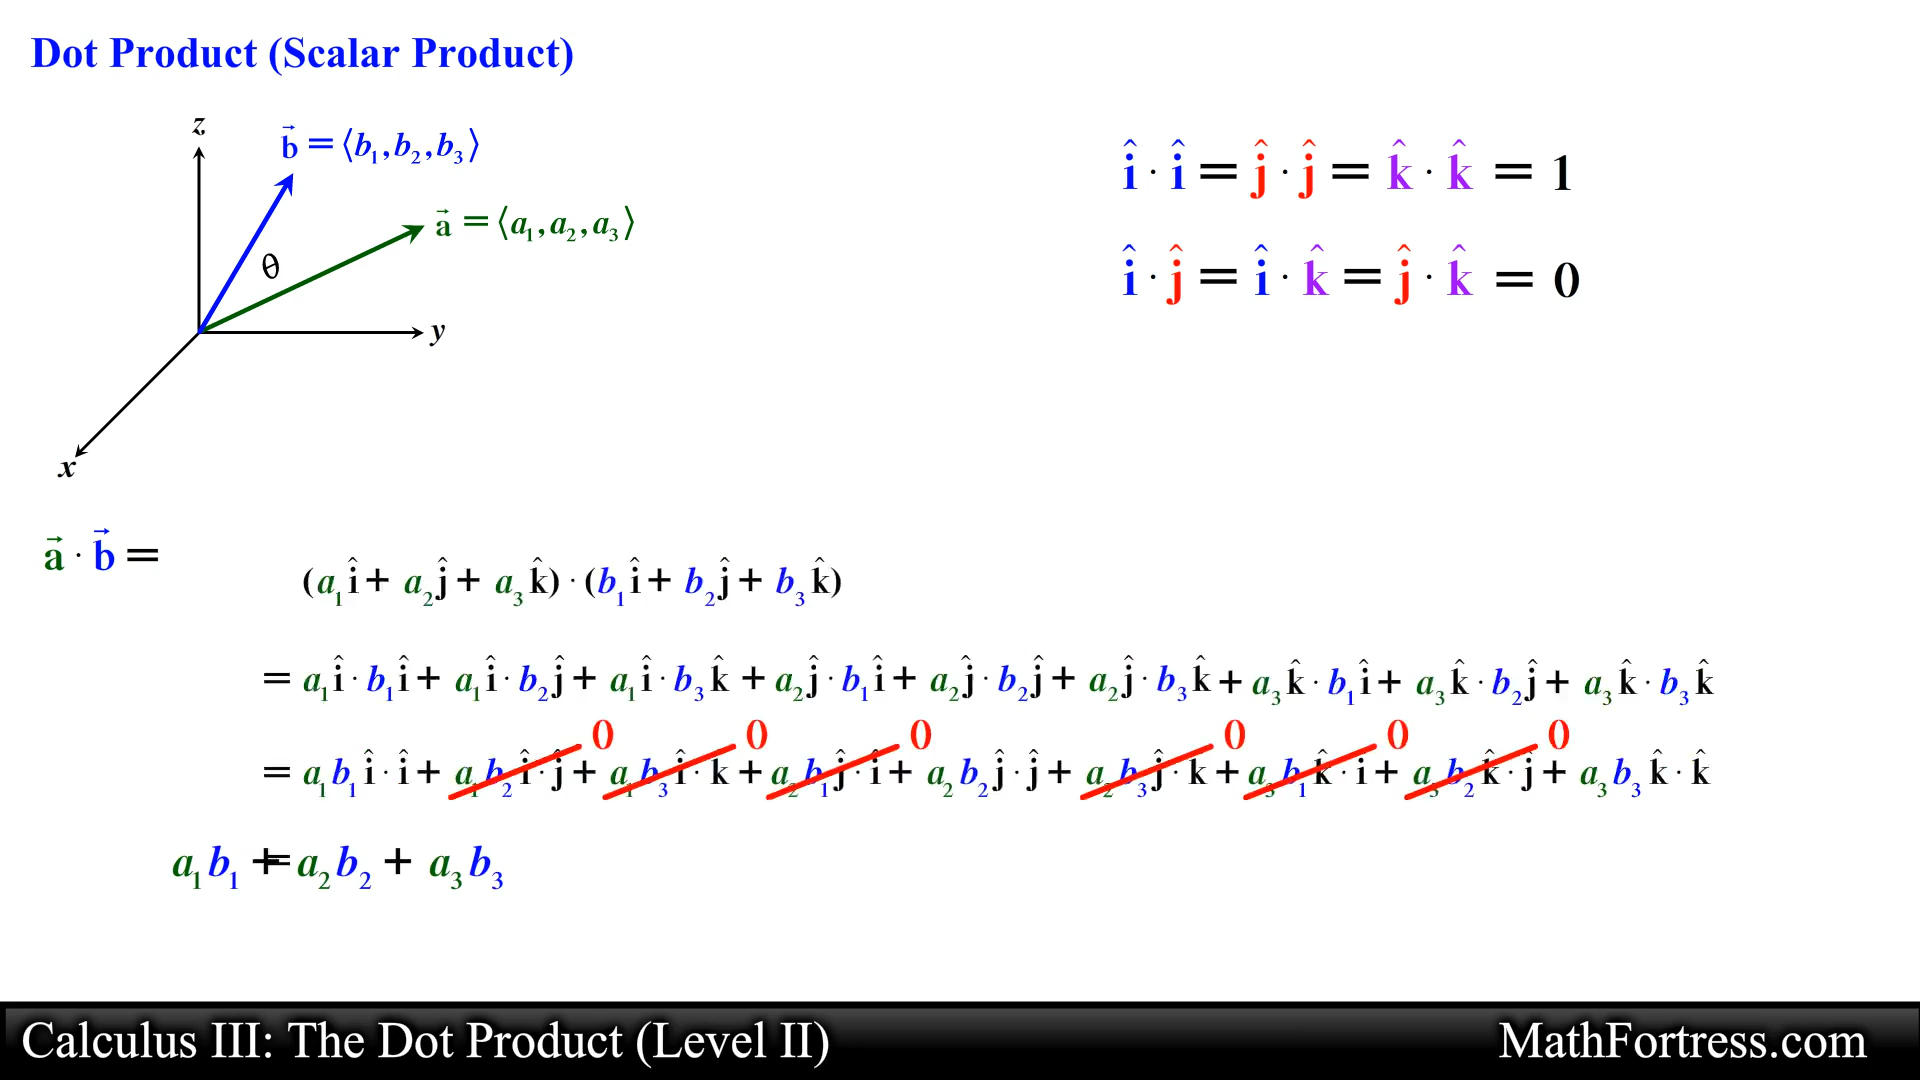 Dot Product (Scalar Product)
z
b⃗ = ⟨b₁, b₂, b₃⟩
a⃗ = ⟨a₁, a₂, a₃⟩
θ
y
x
î · î = ĵ · ĵ = k̂ · k̂ = 1
î · ĵ = î · k̂ = ĵ · k̂ = 0
a⃗ · b⃗ =
(a₁î + a₂ĵ + a₃k̂) · (b₁î + b₂ĵ + b₃k̂)
= a₁î · b₁î + a₁î · b₂ĵ + a₁î · b₃k̂ + a₂ĵ · b₁î + a₂ĵ · b₂ĵ + a₂ĵ · b₃k̂ + a₃k̂ · b₁î + a₃k̂ · b₂ĵ + a₃k̂ · b₃k̂
0 0 0 0 0 0
= a₁b₁î · î + a₁b₂î · ĵ + a₁b₃î · k̂ + a₂b₁ĵ · î + a₂b₂ĵ · ĵ + a₂b₃ĵ · k̂ + a₃b₁k̂ · î + a₃b₂k̂ · ĵ + a₃b₃k̂ · k̂
a₁b₁ += a₂b₂ + a₃b₃
Calculus III: The Dot Product (Level II)
MathFortress.com